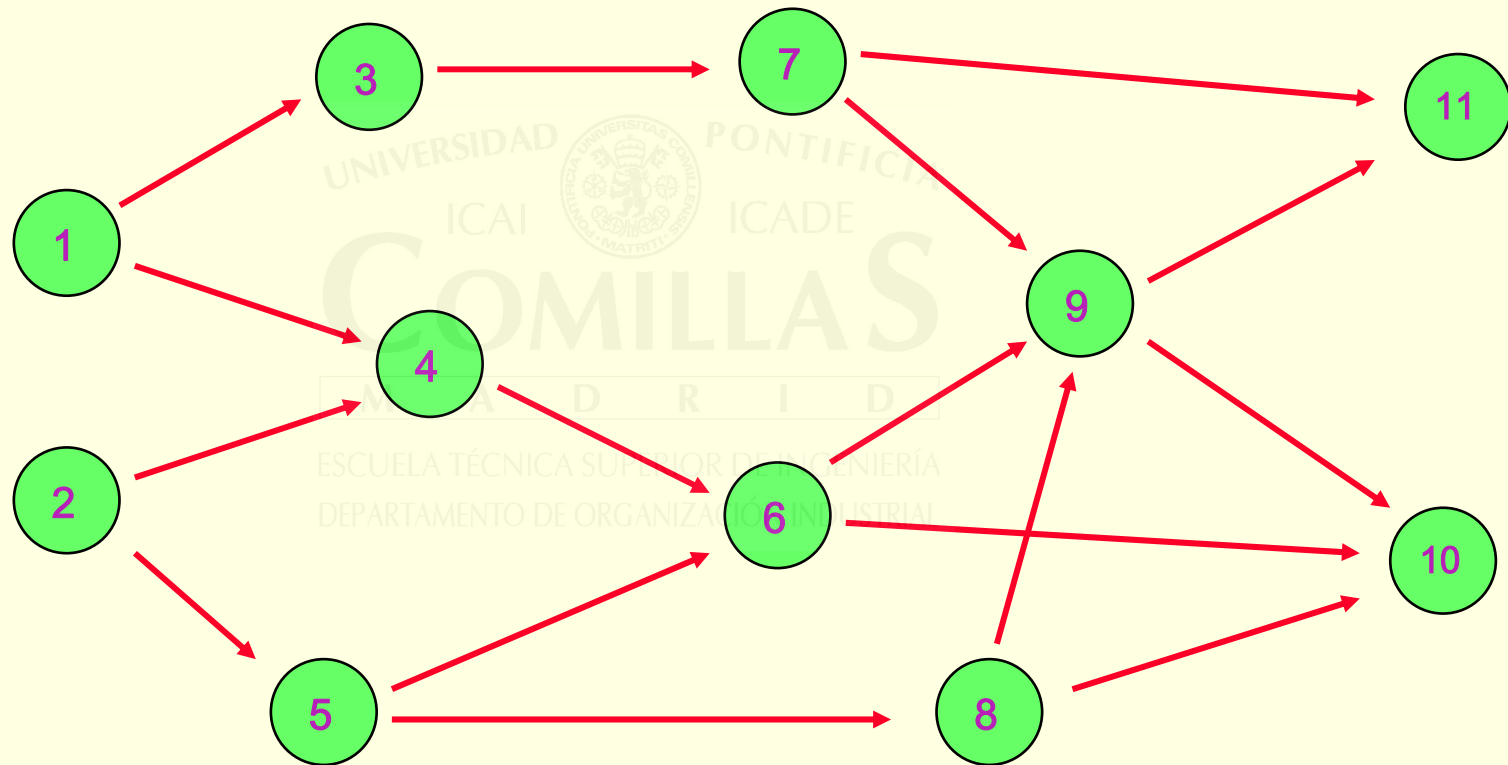 3
7
11
UNIVERSIDAD PONTIFICIA
1
ICAI ICADE
COMILLAS
9
4
M A D R I D
ESCUELA TÉCNICA SUPERIOR DE INGENIERÍA
2
6
DEPARTAMENTO DE ORGANIZACIÓN INDUSTRIAL
10
5
8